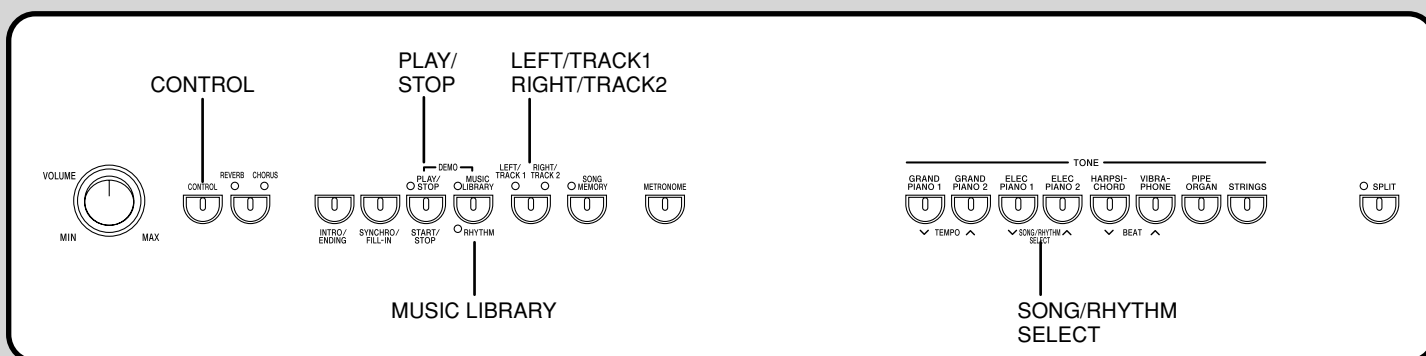 PLAY/
STOP
LEFT/TRACK1
RIGHT/TRACK2
CONTROL
VOLUME
MIN
MAX
CONTROL
REVERB
CHORUS
DEMO
PLAY/
STOP
MUSIC
LIBRARY
LEFT/
TRACK 1
RIGHT/
TRACK 2
SONG
MEMORY
METRONOME
INTRO/
ENDING
SYNCHRO/
FILL-IN
START/
STOP
RHYTHM
TONE
GRAND
PIANO 1
GRAND
PIANO 2
ELEC
PIANO 1
ELEC
PIANO 2
HARPSI-
CHORD
VIBRA-
PHONE
PIPE
ORGAN
STRINGS
SPLIT
TEMPO
SONG/RHYTHM
SELECT
BEAT
MUSIC LIBRARY
SONG/RHYTHM
SELECT